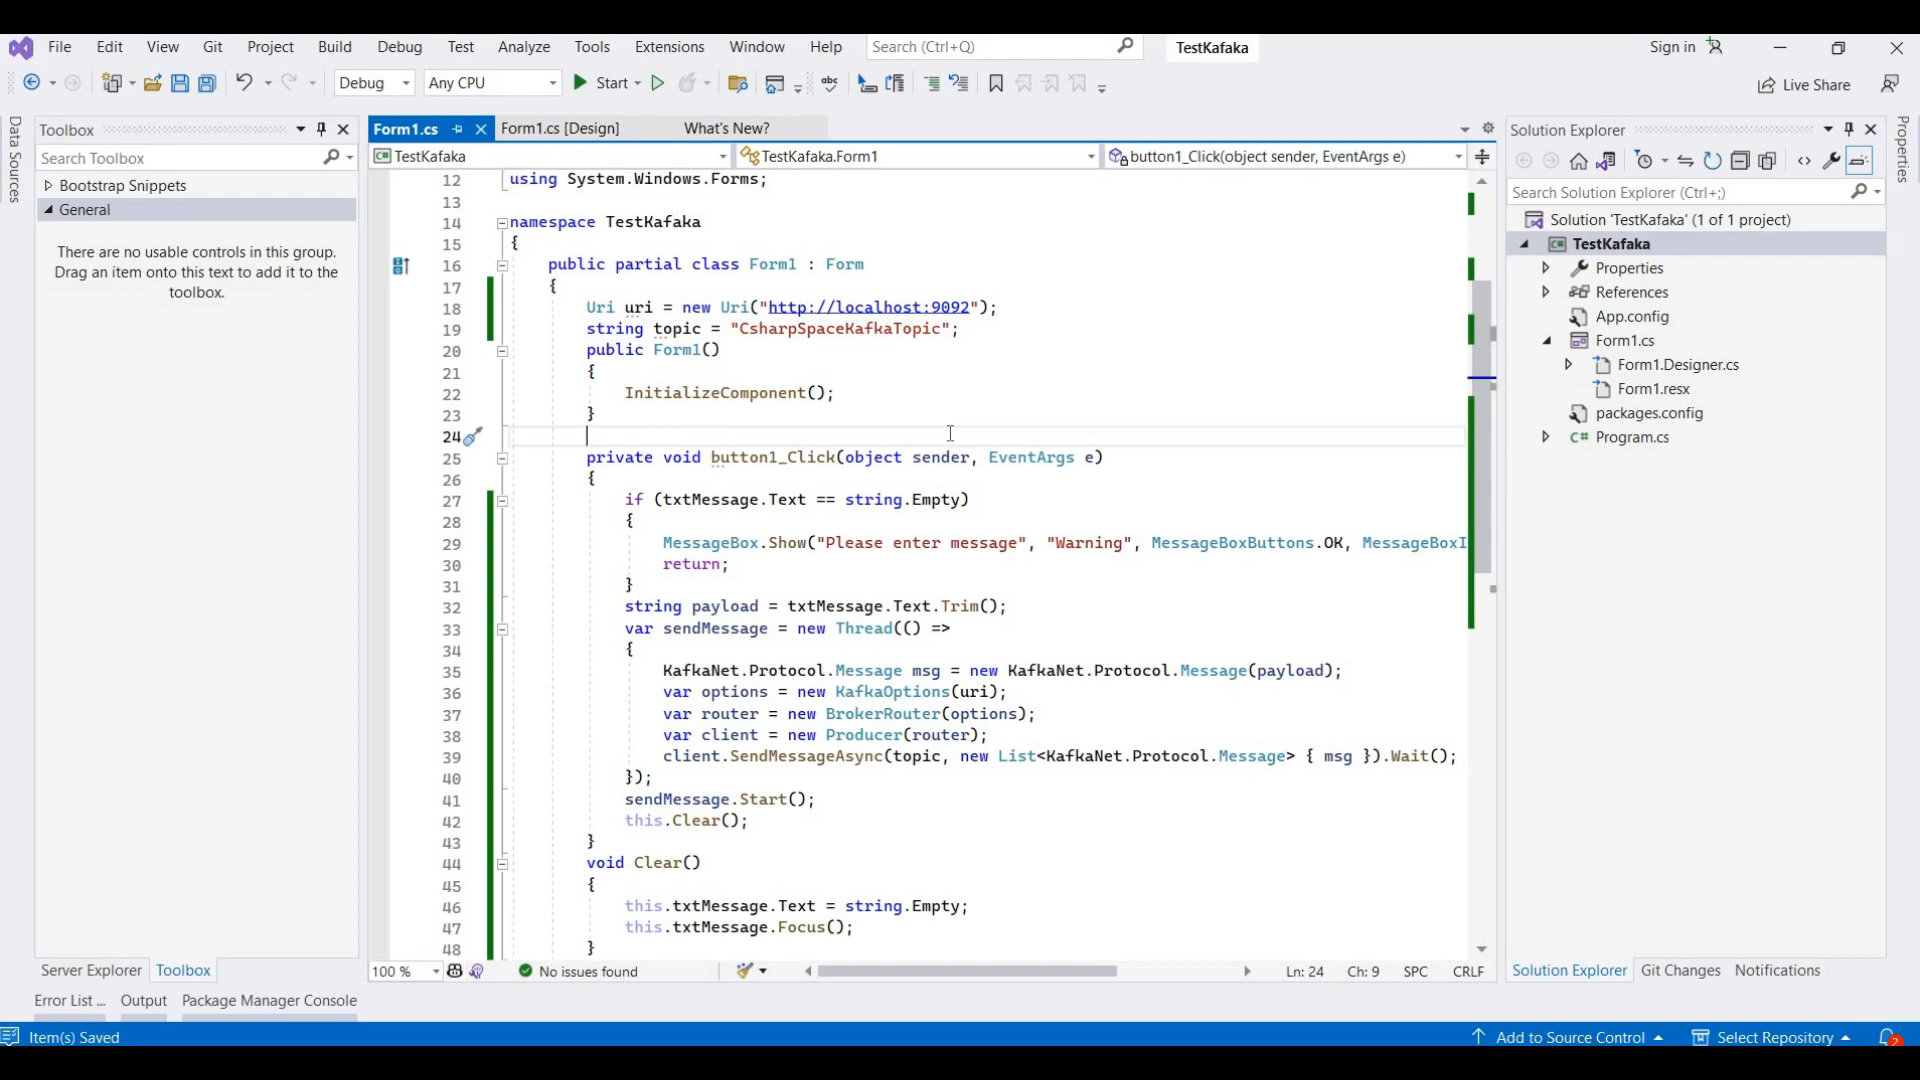 File Edit View Git Project Build Debug Test Analyze Tools Extensions Window Help Search (Ctrl+Q) TestKafaka Sign in
Debug Any CPU Start Live Share
Data Sources
Toolbox
Search Toolbox
Bootstrap Snippets
General
There are no usable controls in this group.
Drag an item onto this text to add it to the
toolbox.
Form1.cs Form1.cs [Design] What's New?
TestKafaka TestKafaka.Form1 button1_Click(object sender, EventArgs e)
12 using System.Windows.Forms;
13
14 namespace TestKafaka
15 {
16 public partial class Form1 : Form
17 {
18 Uri uri = new Uri("http://localhost:9092");
19 string topic = "CsharpSpaceKafkaTopic";
20 public Form1()
21 {
22 InitializeComponent();
23 }
24
25 private void button1_Click(object sender, EventArgs e)
26 {
27 if (txtMessage.Text == string.Empty)
28 {
29 MessageBox.Show("Please enter message", "Warning", MessageBoxButtons.OK, MessageBoxI
30 return;
31 }
32 string payload = txtMessage.Text.Trim();
33 var sendMessage = new Thread(() =>
34 {
35 KafkaNet.Protocol.Message msg = new KafkaNet.Protocol.Message(payload);
36 var options = new KafkaOptions(uri);
37 var router = new BrokerRouter(options);
38 var client = new Producer(router);
39 client.SendMessageAsync(topic, new List<KafkaNet.Protocol.Message> { msg }).Wait();
40 });
41 sendMessage.Start();
42 this.Clear();
43 }
44 void Clear()
45 {
46 this.txtMessage.Text = string.Empty;
47 this.txtMessage.Focus();
48 }
100 % No issues found Ln: 24 Ch: 9 SPC CRLF
Solution Explorer
Search Solution Explorer (Ctrl+;)
Solution 'TestKafaka' (1 of 1 project)
TestKafaka
Properties
References
App.config
Form1.cs
Form1.Designer.cs
Form1.resx
packages.config
Program.cs
Solution Explorer Git Changes Notifications
Properties
Server Explorer Toolbox
Error List ... Output Package Manager Console
Item(s) Saved Add to Source Control Select Repository 2